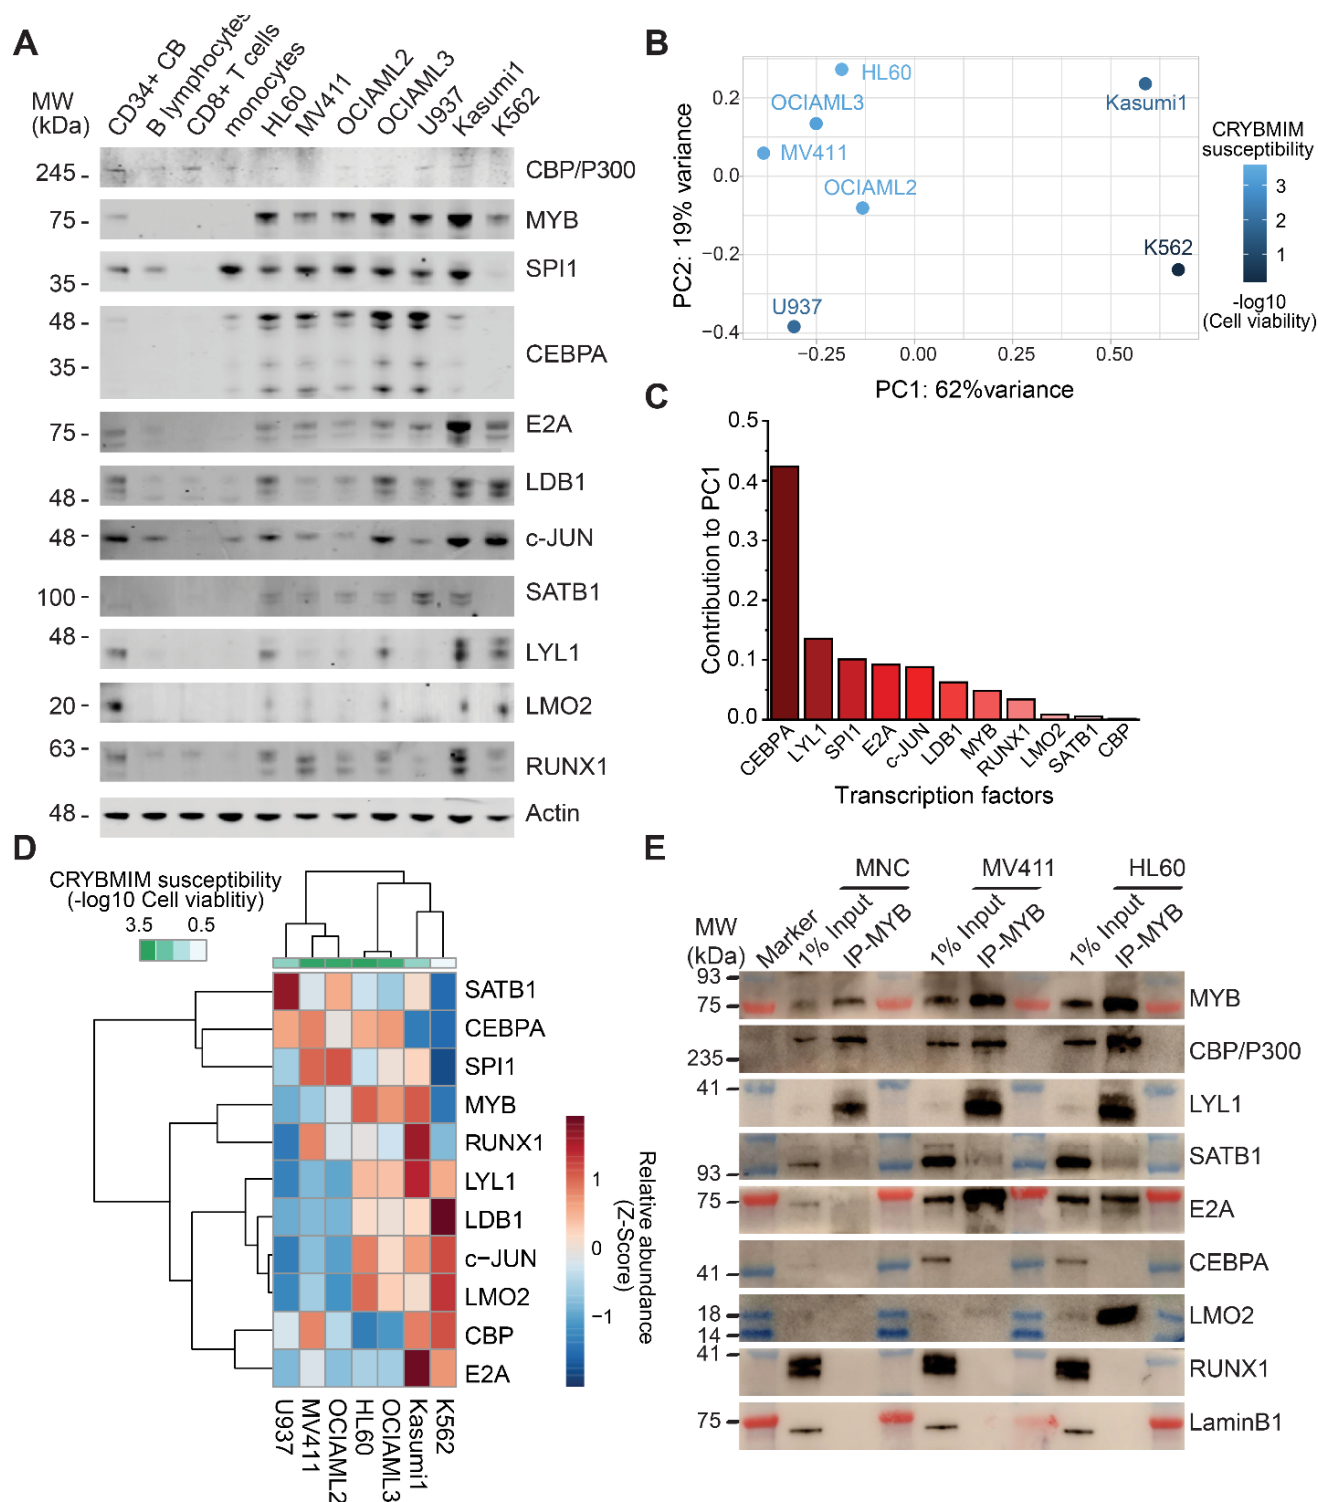 A
MW
(kDa)
CD34+ CB
B lymphocytes
CD8+ T cells
monocytes
HL60
MV411
OCIAML2
OCIAML3
U937
Kasumi1
K562
245 -
CBP/P300
75 -
MYB
35 -
SPI1
48 -
35 -
CEBPA
75 -
E2A
48 -
LDB1
48 -
c-JUN
100 -
SATB1
48 -
LYL1
20 -
LMO2
63 -
RUNX1
48 -
Actin
B
PC2: 19% variance
0.2
0.0
−0.2
−0.4
HL60
OCIAML3
MV411
OCIAML2
U937
Kasumi1
K562
−0.25
0.00
0.25
0.50
PC1: 62%variance
CRYBMIM
susceptibility
3
2
1
-log10
(Cell viability)
C
Contribution to PC1
0.5
0.4
0.3
0.2
0.1
0.0
CEBPA
LYL1
SPI1
E2A
c-JUN
LDB1
MYB
RUNX1
LMO2
SATB1
CBP
Transcription factors
D
CRYBMIM susceptibility
(-log10 Cell viablitiy)
3.5
0.5
SATB1
CEBPA
SPI1
MYB
RUNX1
LYL1
LDB1
c−JUN
LMO2
CBP
E2A
U937
MV411
OCIAML2
HL60
OCIAML3
Kasumi1
K562
1
0
−1
Relative abundance
(Z-Score)
E
MNC
MV411
HL60
MW
(kDa)
Marker
1% Input
IP-MYB
1% Input
IP-MYB
1% Input
IP-MYB
93
75
MYB
235
CBP/P300
41
LYL1
93
SATB1
75
E2A
41
CEBPA
18
14
LMO2
41
RUNX1
75
LaminB1